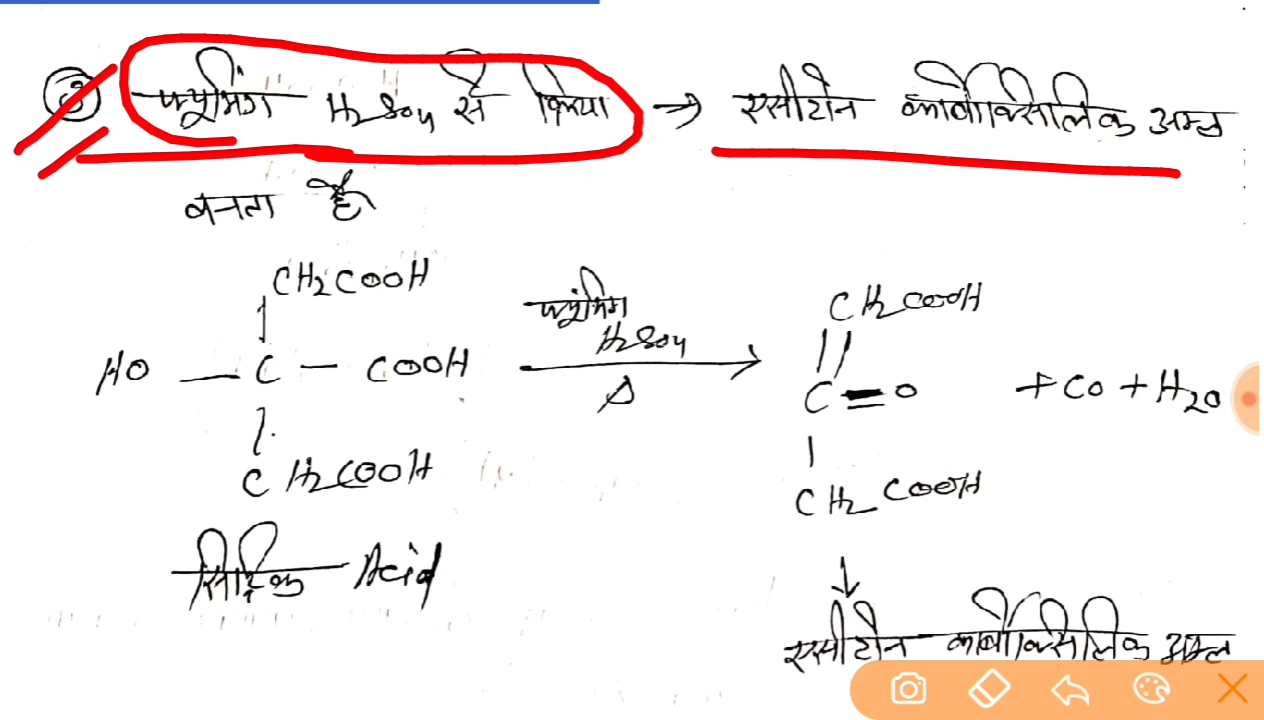 ③ फ्यूमिंग H2SO4 से क्रिया → एसीटोन कार्बोक्सिलिक अम्ल
बनता है
CH2COOH
HO — C — COOH
CH2COOH
सिट्रिक Acid
फ्यूमिंग
H2SO4
Δ
CH2COOH
C = O + CO + H2O
CH2COOH
↓
एसीटोन - कार्बोक्सिलिक अम्ल